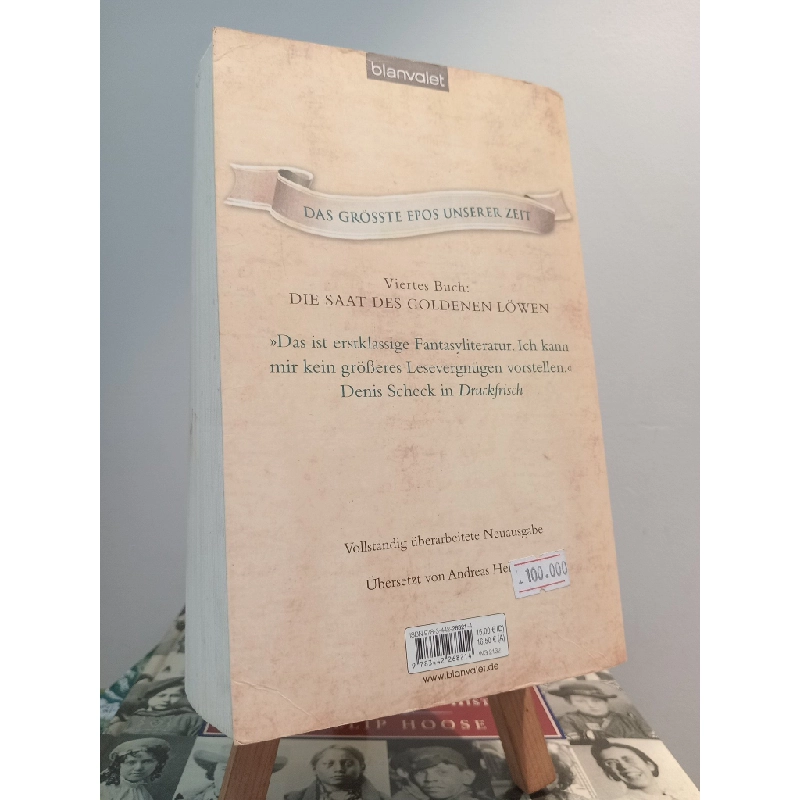 blanvalet
DAS GRÖSSTE EPOS UNSERER ZEIT
Viertes Buch:
DIE SAAT DES GOLDENEN LÖWEN
»Das ist erstklassige Fantasyliteratur. Ich kann
mir kein größeres Lesevergnügen vorstellen.«
Denis Scheck in Druckfrisch
Vollständig überarbeitete Neuausgabe
Übersetzt von Andreas
100.000
www.blanvalet.de
HOOSE